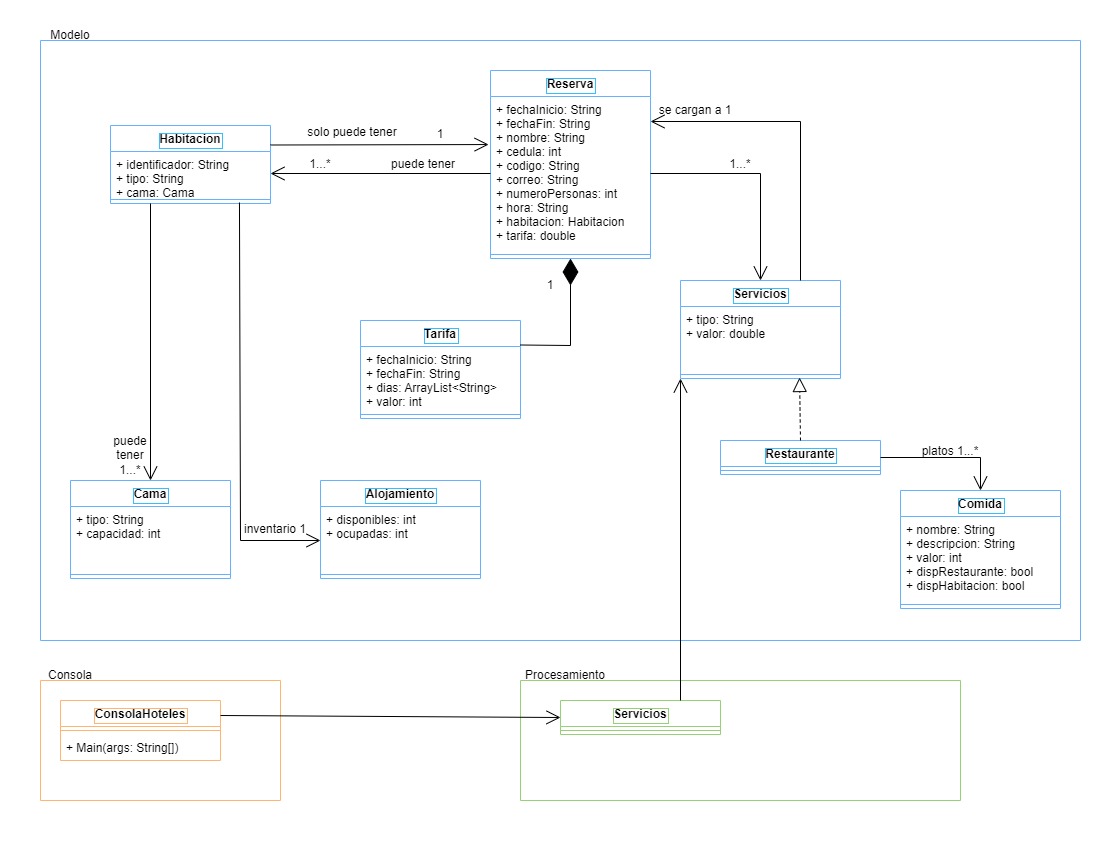 Modelo
Reserva
+ fechaInicio: String
+ fechaFin: String
+ nombre: String
+ cedula: int
+ codigo: String
+ correo: String
+ numeroPersonas: int
+ hora: String
+ habitacion: Habitacion
+ tarifa: double
se cargan a 1
Habitacion
+ identificador: String
+ tipo: String
+ cama: Cama
solo puede tener
1
1...*
puede tener
1...*
1
Servicios
+ tipo: String
+ valor: double
Tarifa
+ fechaInicio: String
+ fechaFin: String
+ dias: ArrayList<String>
+ valor: int
puede
tener
1...*
Restaurante
platos 1...*
Cama
+ tipo: String
+ capacidad: int
inventario 1
Alojamiento
+ disponibles: int
+ ocupadas: int
Comida
+ nombre: String
+ descripcion: String
+ valor: int
+ dispRestaurante: bool
+ dispHabitacion: bool
Consola
ConsolaHoteles
+ Main(args: String[])
Procesamiento
Servicios